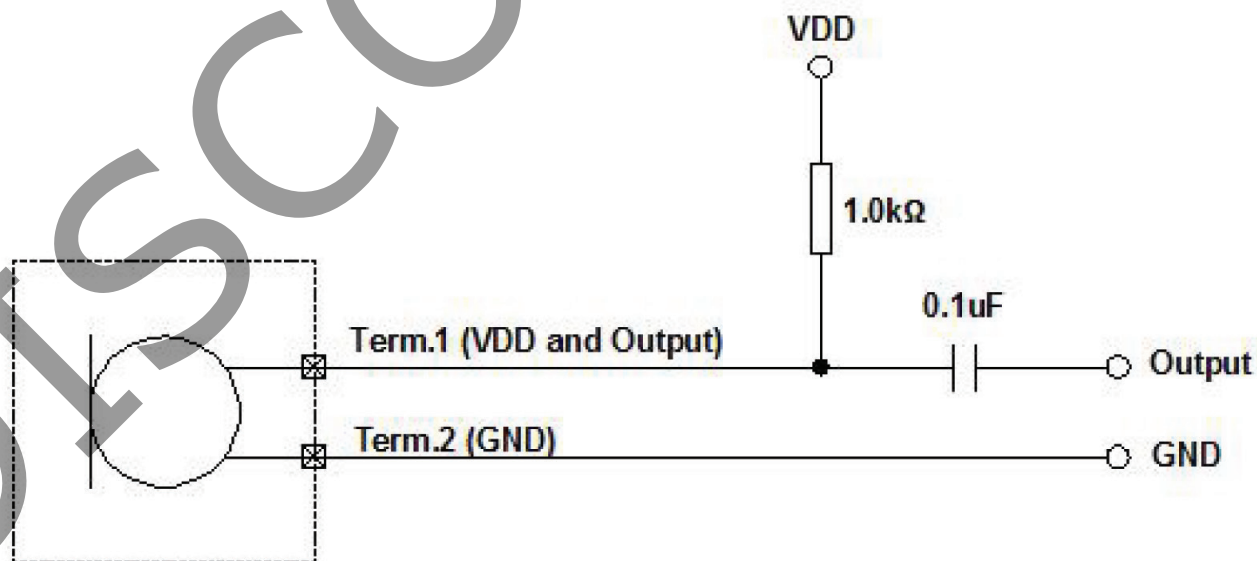 VDD
1.0kΩ
0.1uF
Term.1 (VDD and Output)
Output
Term.2 (GND)
GND